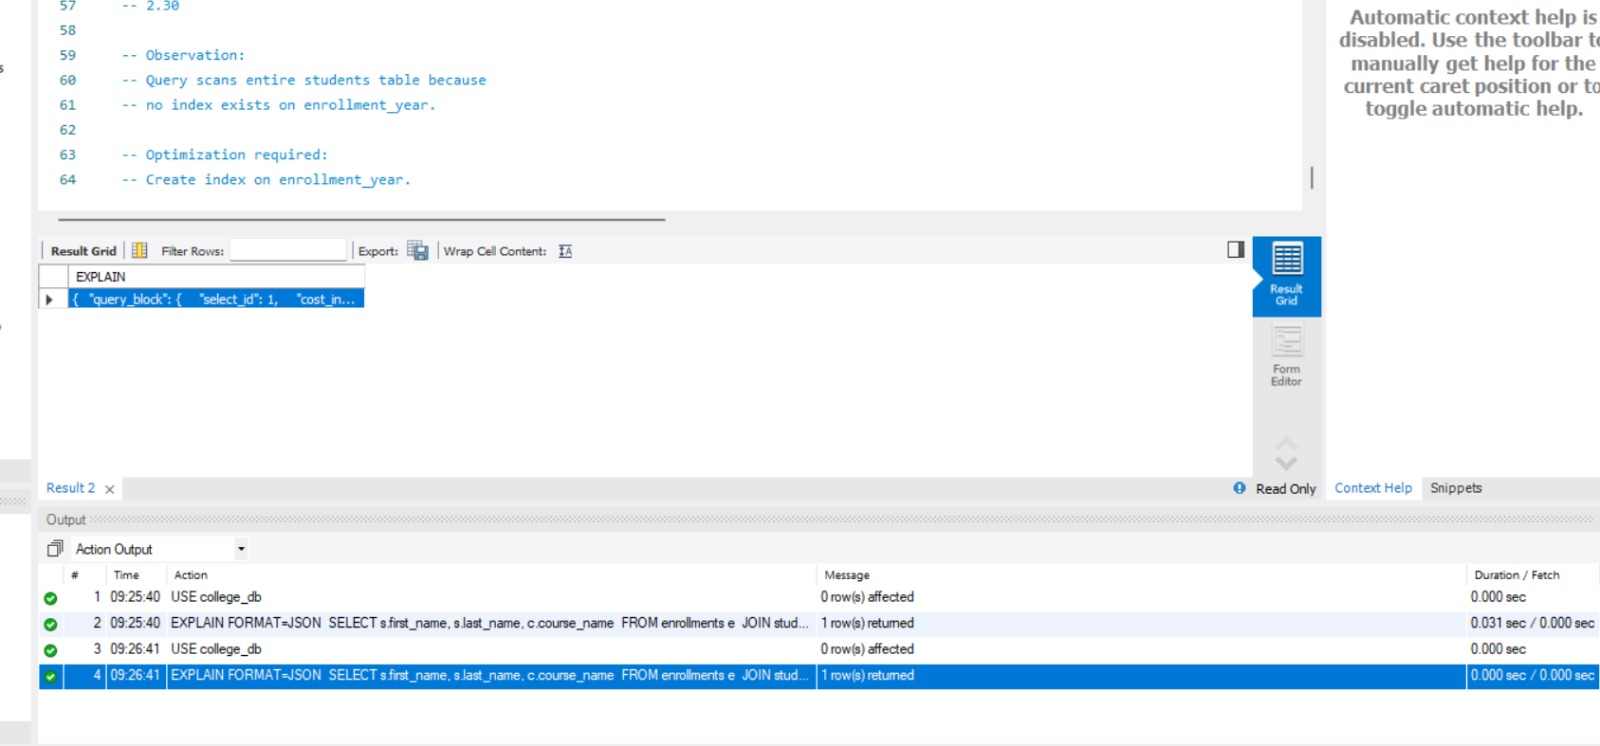 57 -- 2.30
58
59 -- Observation:
60 -- Query scans entire students table because
61 -- no index exists on enrollment_year.
62
63 -- Optimization required:
64 -- Create index on enrollment_year.
Automatic context help is
disabled. Use the toolbar to
manually get help for the
current caret position or to
toggle automatic help.
Result Grid Filter Rows: Export: Wrap Cell Content:
EXPLAIN
{ "query_block": { "select_id": 1, "cost_in...
Result
Grid
Form
Editor
Result 2 Read Only Context Help Snippets
Output
Action Output
# Time Action Message Duration / Fetch
1 09:25:40 USE college_db 0 row(s) affected 0.000 sec
2 09:25:40 EXPLAIN FORMAT=JSON SELECT s.first_name, s.last_name, c.course_name FROM enrollments e JOIN stud... 1 row(s) returned 0.031 sec / 0.000 sec
3 09:26:41 USE college_db 0 row(s) affected 0.000 sec
4 09:26:41 EXPLAIN FORMAT=JSON SELECT s.first_name, s.last_name, c.course_name FROM enrollments e JOIN stud... 1 row(s) returned 0.000 sec / 0.000 sec